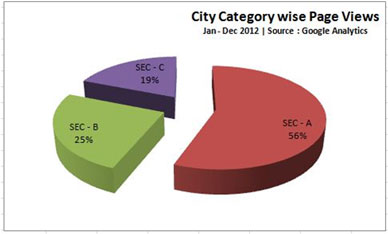 City Category wise Page Views
Jan - Dec 2012 | Source : Google Analytics
SEC - C
19%
SEC - A
56%
SEC - B
25%